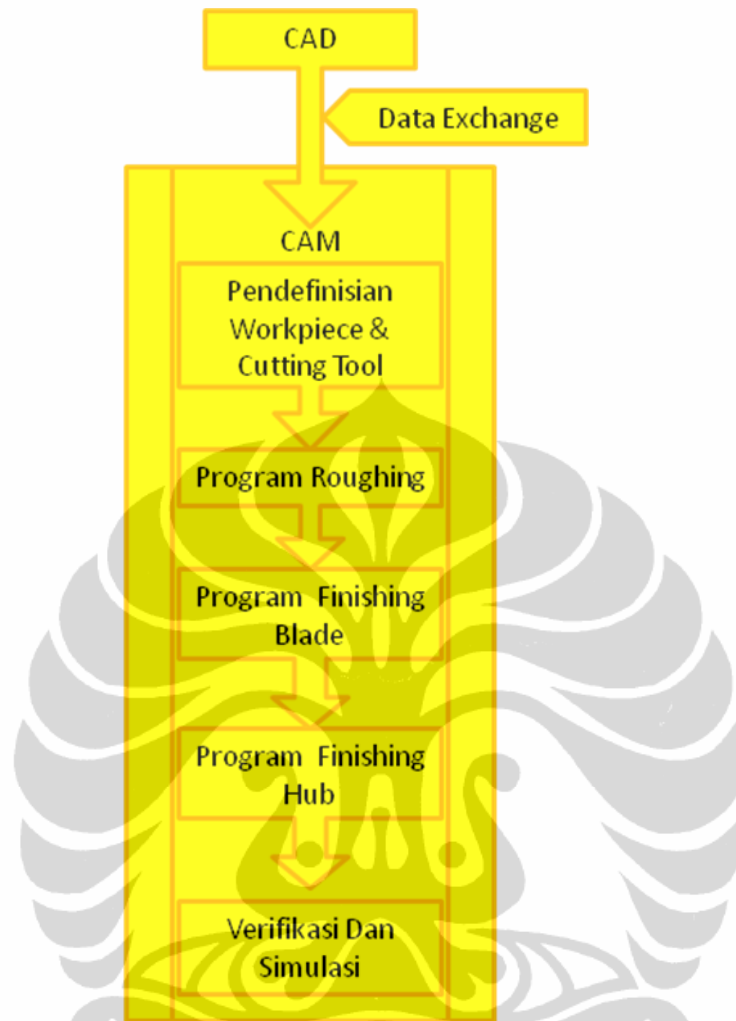 CAD
Data Exchange
CAM
Pendefinisian
Workpiece &
Cutting Tool
Program Roughing
Program Finishing
Blade
Program Finishing
Hub
Verifikasi Dan
Simulasi